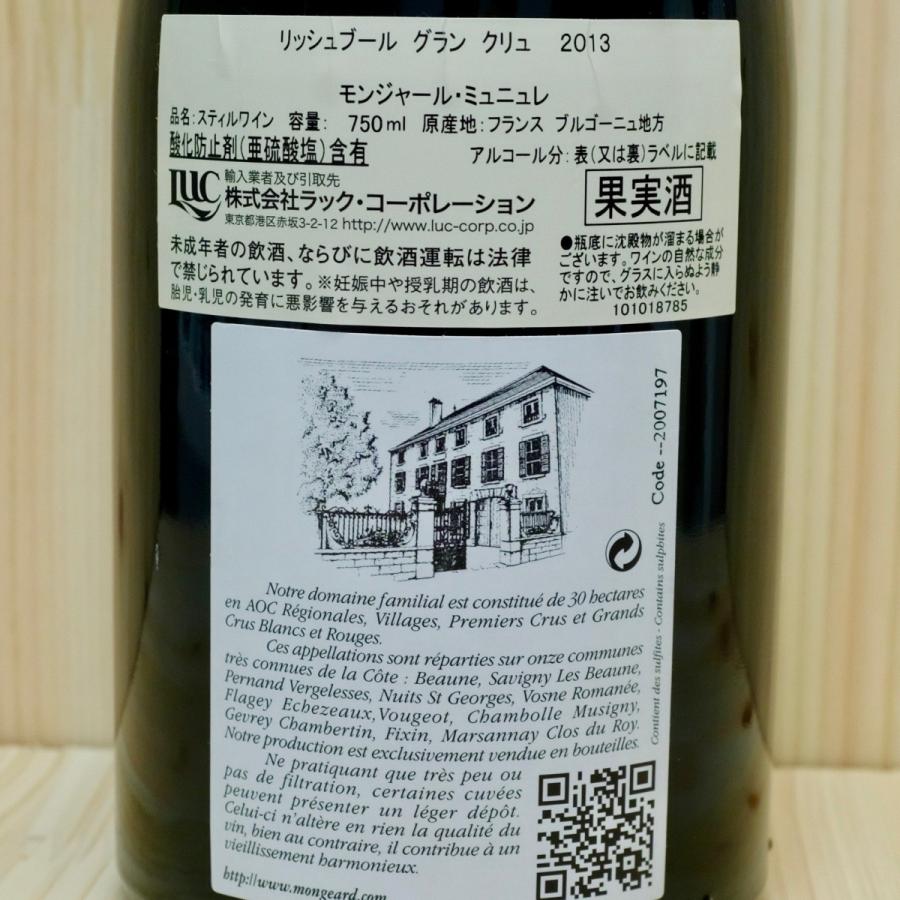 リッシュブール グラン クリュ 2013
モンジャール・ミュニュレ
品名:スティルワイン 容量: 750ml 原産地:フランス ブルゴーニュ地方
酸化防止剤(亜硫酸塩)含有 アルコール分:表(又は裏)ラベルに記載
LUC
輸入業者及び引取先
株式会社ラック・コーポレーション
東京都港区赤坂3-2-12 http://www.luc-corp.co.jp
果実酒
未成年者の飲酒、ならびに飲酒運転は法律
で禁じられています。※妊娠中や授乳期の飲酒は、
胎児・乳児の発育に悪影響を与えるおそれがあります。
●瓶底に沈殿物が溜まる場合が
ございます。ワインの自然な成分
ですので、グラスに入らぬよう静
かに注いでお飲みください。
101018785
Code --2007197
Contient des sulfites - Contains sulphites
Notre domaine familial est constitué de 30 hectares
en AOC Régionales, Villages, Premiers Crus et Grands
Crus Blancs et Rouges.
Ces appellations sont réparties sur onze communes
très connues de la Côte : Beaune, Savigny Les Beaune,
Pernand Vergelesses, Nuits St Georges, Vosne Romanée,
Flagey Echezeaux, Vougeot, Chambolle Musigny,
Gevrey Chambertin, Fixin, Marsannay Clos du Roy.
Notre production est exclusivement vendue en bouteilles.
Ne pratiquant que très peu ou
pas de filtration, certaines cuvées
peuvent présenter un léger dépôt.
Celui-ci n'altère en rien la qualité du
vin, bien au contraire, il contribue à un
vieillissement harmonieux.
http://www.mongeard.com